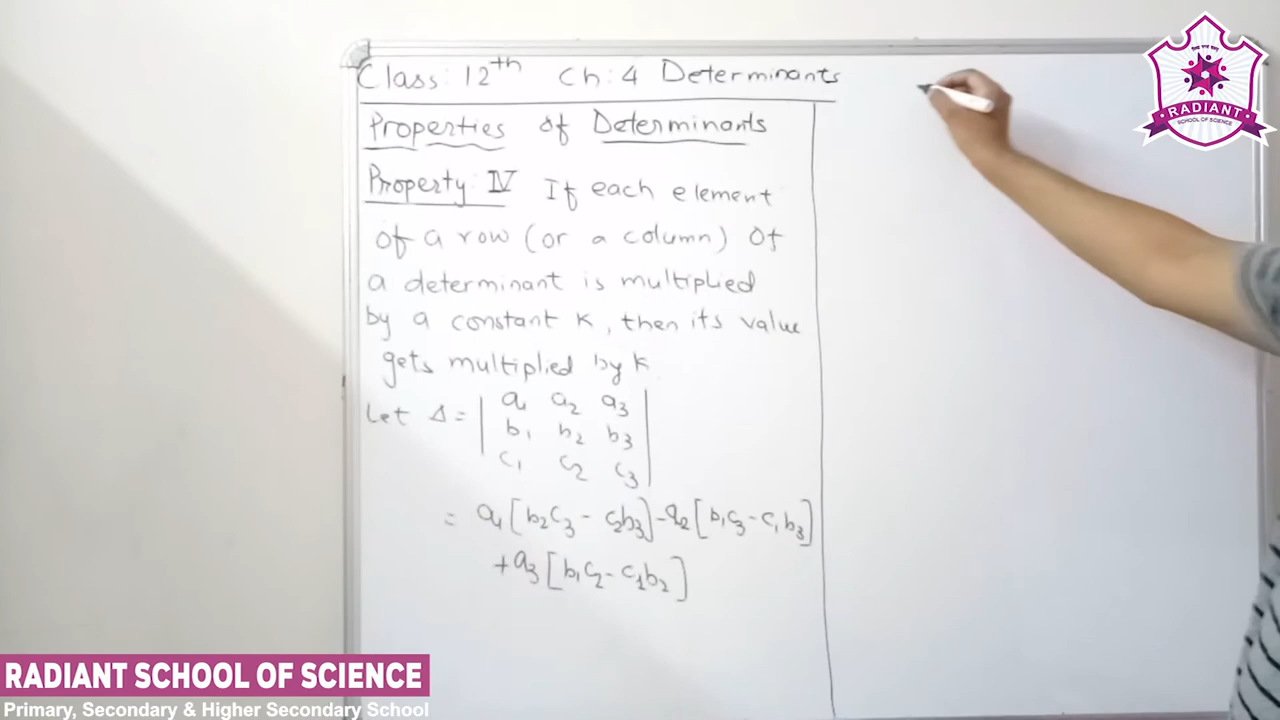 Class: 12th Ch: 4 Determinants
Properties of Determinants
Property: IV If each element
of a row (or a column) of
a determinant is multiplied
by a constant K, then its value
gets multiplied by K
Let Δ = | a1 a2 a3 |
| b1 b2 b3 |
| c1 c2 c3 |
= a1 [b2c3 - c2b3] - a2 [b1c3 - c1b3]
+ a3 [b1c2 - c1b2]
RADIANT
SCHOOL OF SCIENCE
RADIANT SCHOOL OF SCIENCE
Primary, Secondary & Higher Secondary School